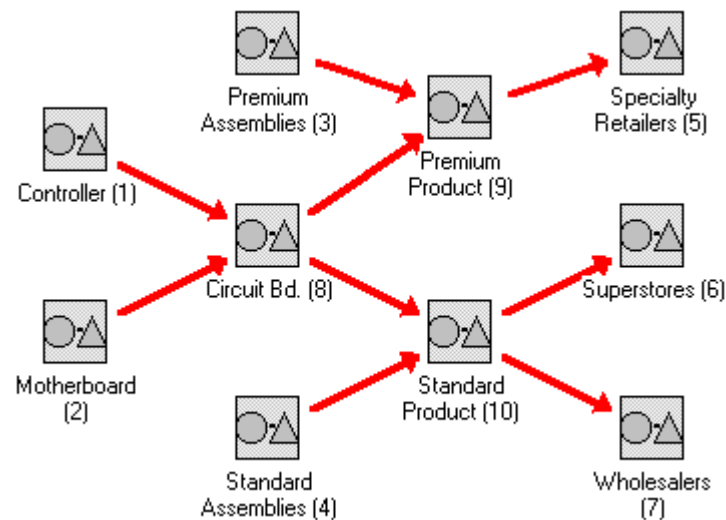 Premium
Assemblies (3)
Specialty
Retailers (5)
Premium
Product (9)
Controller (1)
Circuit Bd. (8)
Superstores (6)
Motherboard
(2)
Standard
Product (10)
Standard
Assemblies (4)
Wholesalers
(7)